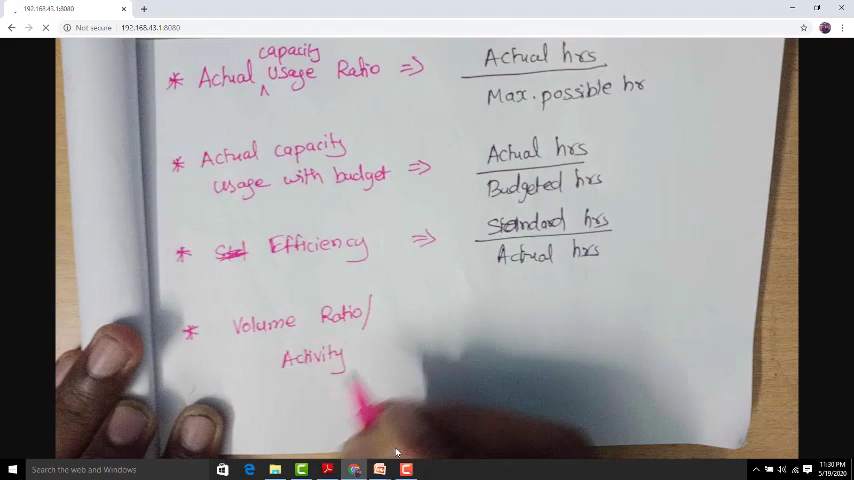 192.168.43.1:8080
Not secure | 192.168.43.1:8080
* Actual capacity Usage Ratio ⇒ Actual hrs
Max. possible hr
* Actual capacity
usage with budget ⇒ Actual hrs
Budgeted hrs
* Efficiency ⇒ Standard hrs
Actual hrs
* Volume Ratio/
Activity
Search the web and Windows
11:30 PM
5/19/2020